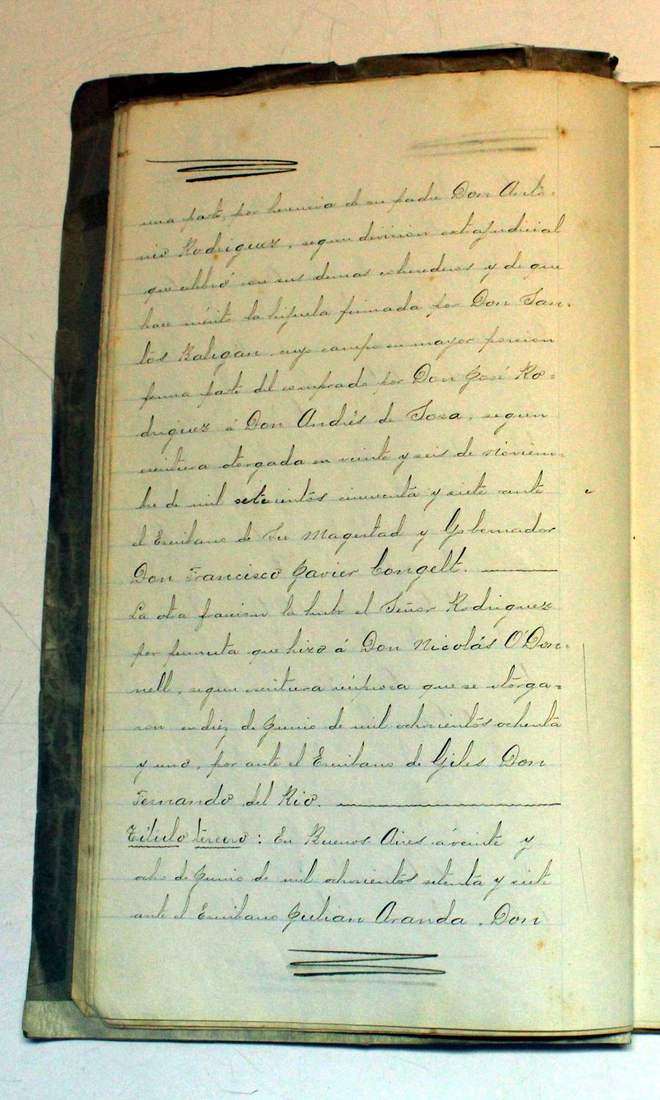 una parte, por herencia de su padre Don Anto-
nio Rodriguez, segun division extrajudicial
que celebró con sus demas coherederos y de que
hace mérito la hijuela firmada por Don San-
tos cuyo campo en mayor porcion
forma parte del comprado por Don José Ro-
driguez á Don Andrés de Sosa, segun
escritura otorgada en veinte y seis de Noviem-
bre de mil setecientos cincuenta y siete ante
el Escribano de Su Magestad y Gobernador
Don Francisco Javier Congett.
La otra fraccion la hubo el Señor Rodriguez
por permuta que hizo á Don Nicolás O'Don-
nell, segun escritura que se otorga-
ron en diez de Junio de mil ochocientos ochenta
y uno, por ante el Escribano de Giles Don
Fernando del Rio.
Título tercero: En Buenos Aires á veinte y
ocho de Junio de mil ochocientos setenta y siete
ante el Escribano Julian Aranda, Don